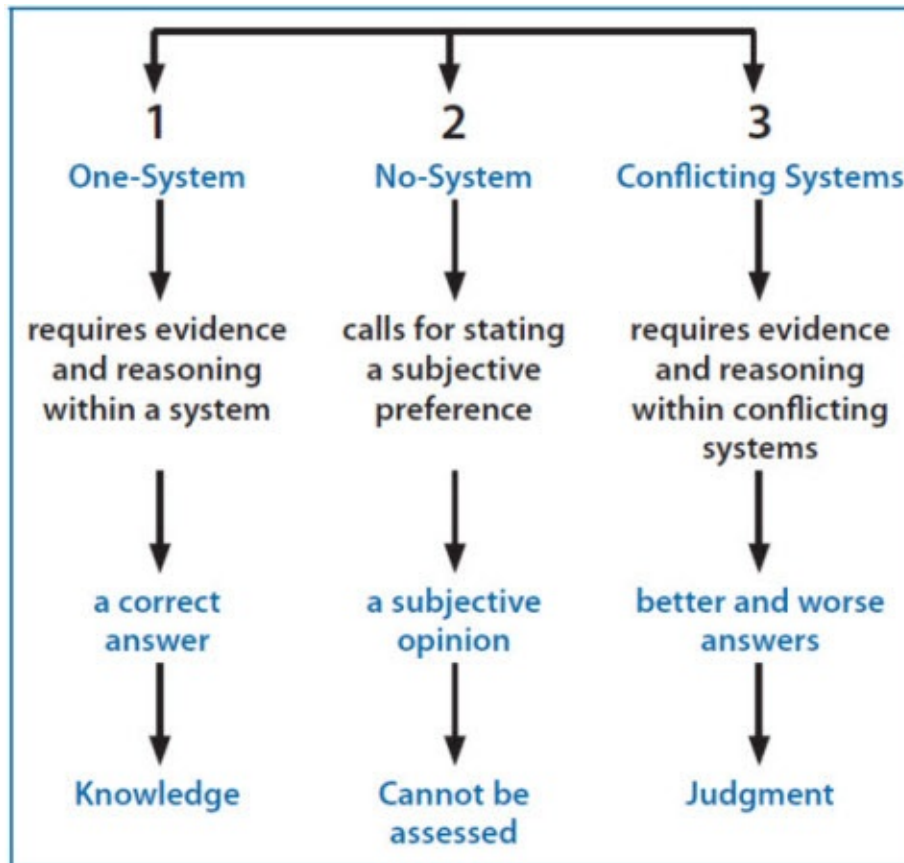 1
One-System
requires evidence
and reasoning
within a system
a correct
answer
Knowledge
2
No-System
calls for stating
a subjective
preference
a subjective
opinion
Cannot be
assessed
3
Conflicting Systems
requires evidence
and reasoning
within conflicting
systems
better and worse
answers
Judgment